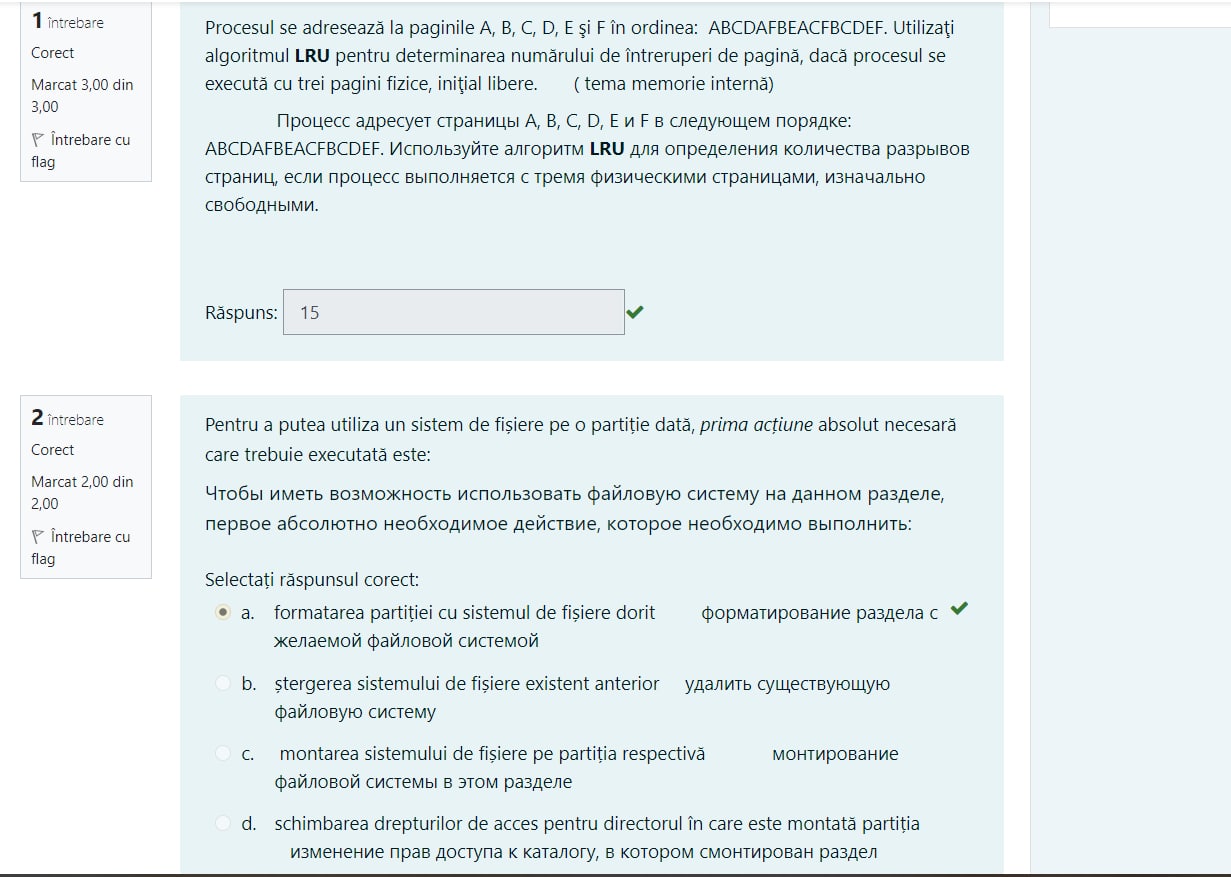 1 întrebare
Corect
Marcat 3,00 din
3,00
Întrebare cu
flag
Procesul se adresează la paginile A, B, C, D, E şi F în ordinea: ABCDAFBEACFBCDEF. Utilizaţi
algoritmul LRU pentru determinarea numărului de întreruperi de pagină, dacă procesul se
execută cu trei pagini fizice, iniţial libere. ( tema memorie internă)
Процесс адресует страницы A, B, C, D, E и F в следующем порядке:
ABCDAFBEACFBCDEF. Используйте алгоритм LRU для определения количества разрывов
страниц, если процесс выполняется с тремя физическими страницами, изначально
свободными.
Răspuns: 15
2 întrebare
Corect
Marcat 2,00 din
2,00
Întrebare cu
flag
Pentru a putea utiliza un sistem de fișiere pe o partiție dată, prima acțiune absolut necesară
care trebuie executată este:
Чтобы иметь возможность использовать файловую систему на данном разделе,
первое абсолютно необходимое действие, которое необходимо выполнить:
Selectați răspunsul corect:
a. formatarea partiției cu sistemul de fișiere dorit форматирование раздела с
желаемой файловой системой
b. ștergerea sistemului de fișiere existent anterior удалить существующую
файловую систему
c. montarea sistemului de fișiere pe partiția respectivă монтирование
файловой системы в этом разделе
d. schimbarea drepturilor de acces pentru directorul în care este montată partiția
изменение прав доступа к каталогу, в котором смонтирован раздел